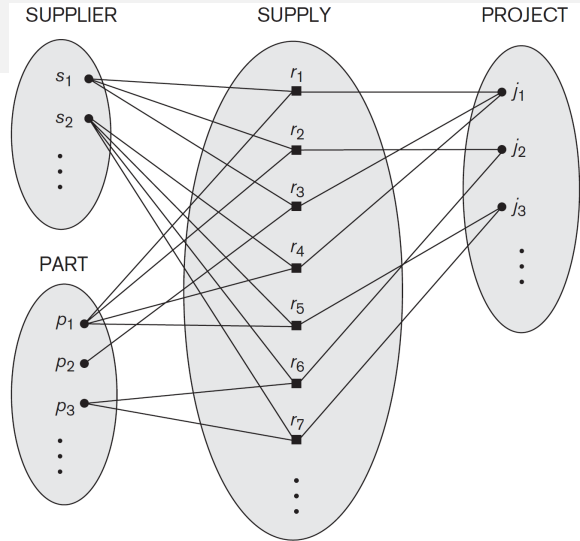 SUPPLIER
s1
s2
PART
p1
p2
p3
SUPPLY
r1
r2
r3
r4
r5
r6
r7
PROJECT
j1
j2
j3